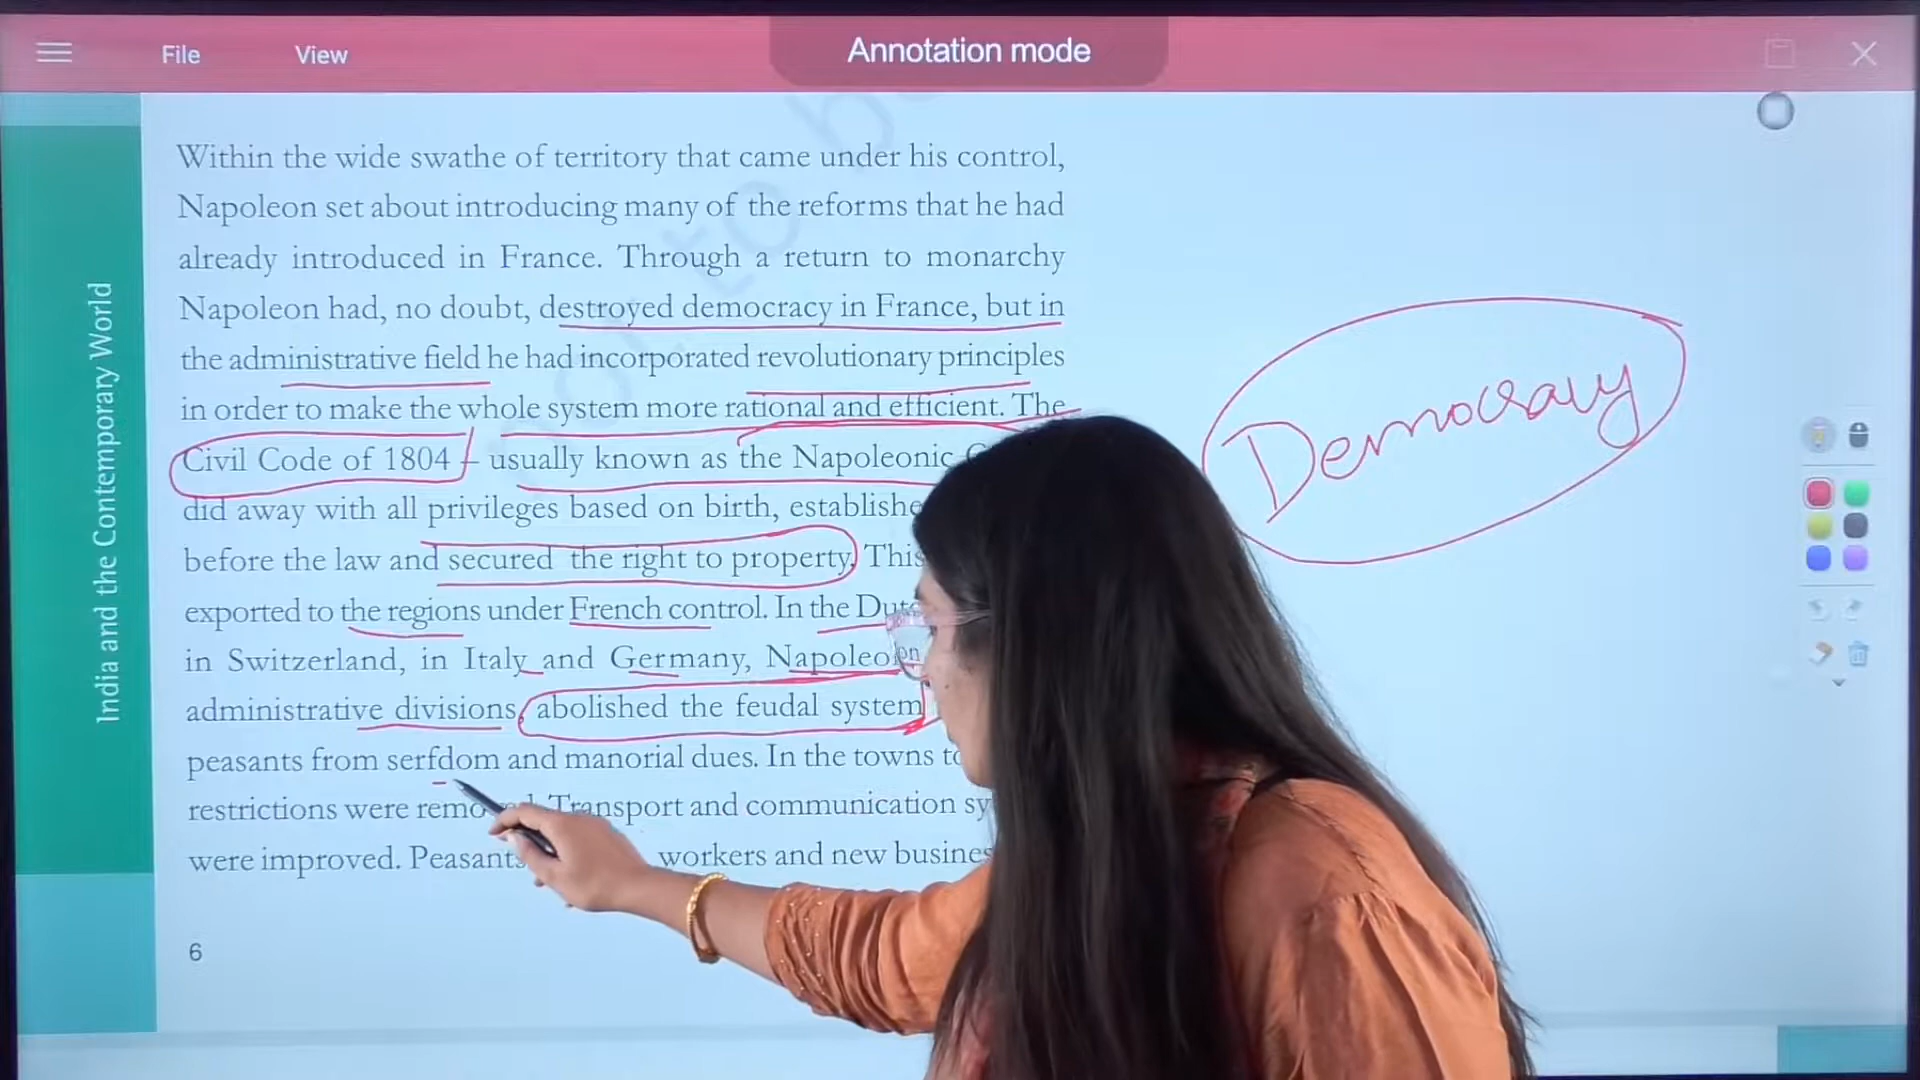 File View Annotation mode
Within the wide swathe of territory that came under his control,
Napoleon set about introducing many of the reforms that he had
already introduced in France. Through a return to monarchy
Napoleon had, no doubt, destroyed democracy in France, but in
the administrative field he had incorporated revolutionary principles
in order to make the whole system more rational and efficient. The
Civil Code of 1804 – usually known as the Napoleonic
did away with all privileges based on birth,
before the law and secured the right to property. This
exported to the regions under French control. In the
in Switzerland, in Italy and Germany, Napoleon
administrative divisions, abolished the feudal system
peasants from serfdom and manorial dues. In the towns
restrictions were Transport and communication
were improved. Peasants workers and new
6
India and the Contemporary World
Democracy
not to be